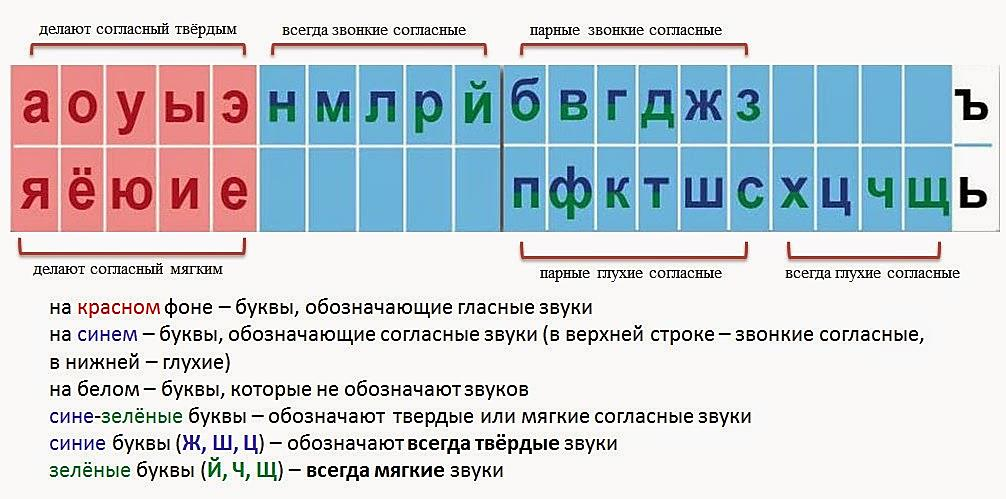 делают согласный твёрдым всегда звонкие согласные парные звонкие согласные
а о у ы э н м л р й б в г д ж з ъ
я ё ю и е п ф к т ш с х ц ч щ ь
делают согласный мягким парные глухие согласные всегда глухие согласные
на красном фоне – буквы, обозначающие гласные звуки
на синем – буквы, обозначающие согласные звуки (в верхней строке – звонкие согласные,
в нижней – глухие)
на белом – буквы, которые не обозначают звуков
сине-зелёные буквы – обозначают твердые или мягкие согласные звуки
синие буквы (Ж, Ш, Ц) – обозначают всегда твёрдые звуки
зелёные буквы (Й, Ч, Щ) – всегда мягкие звуки